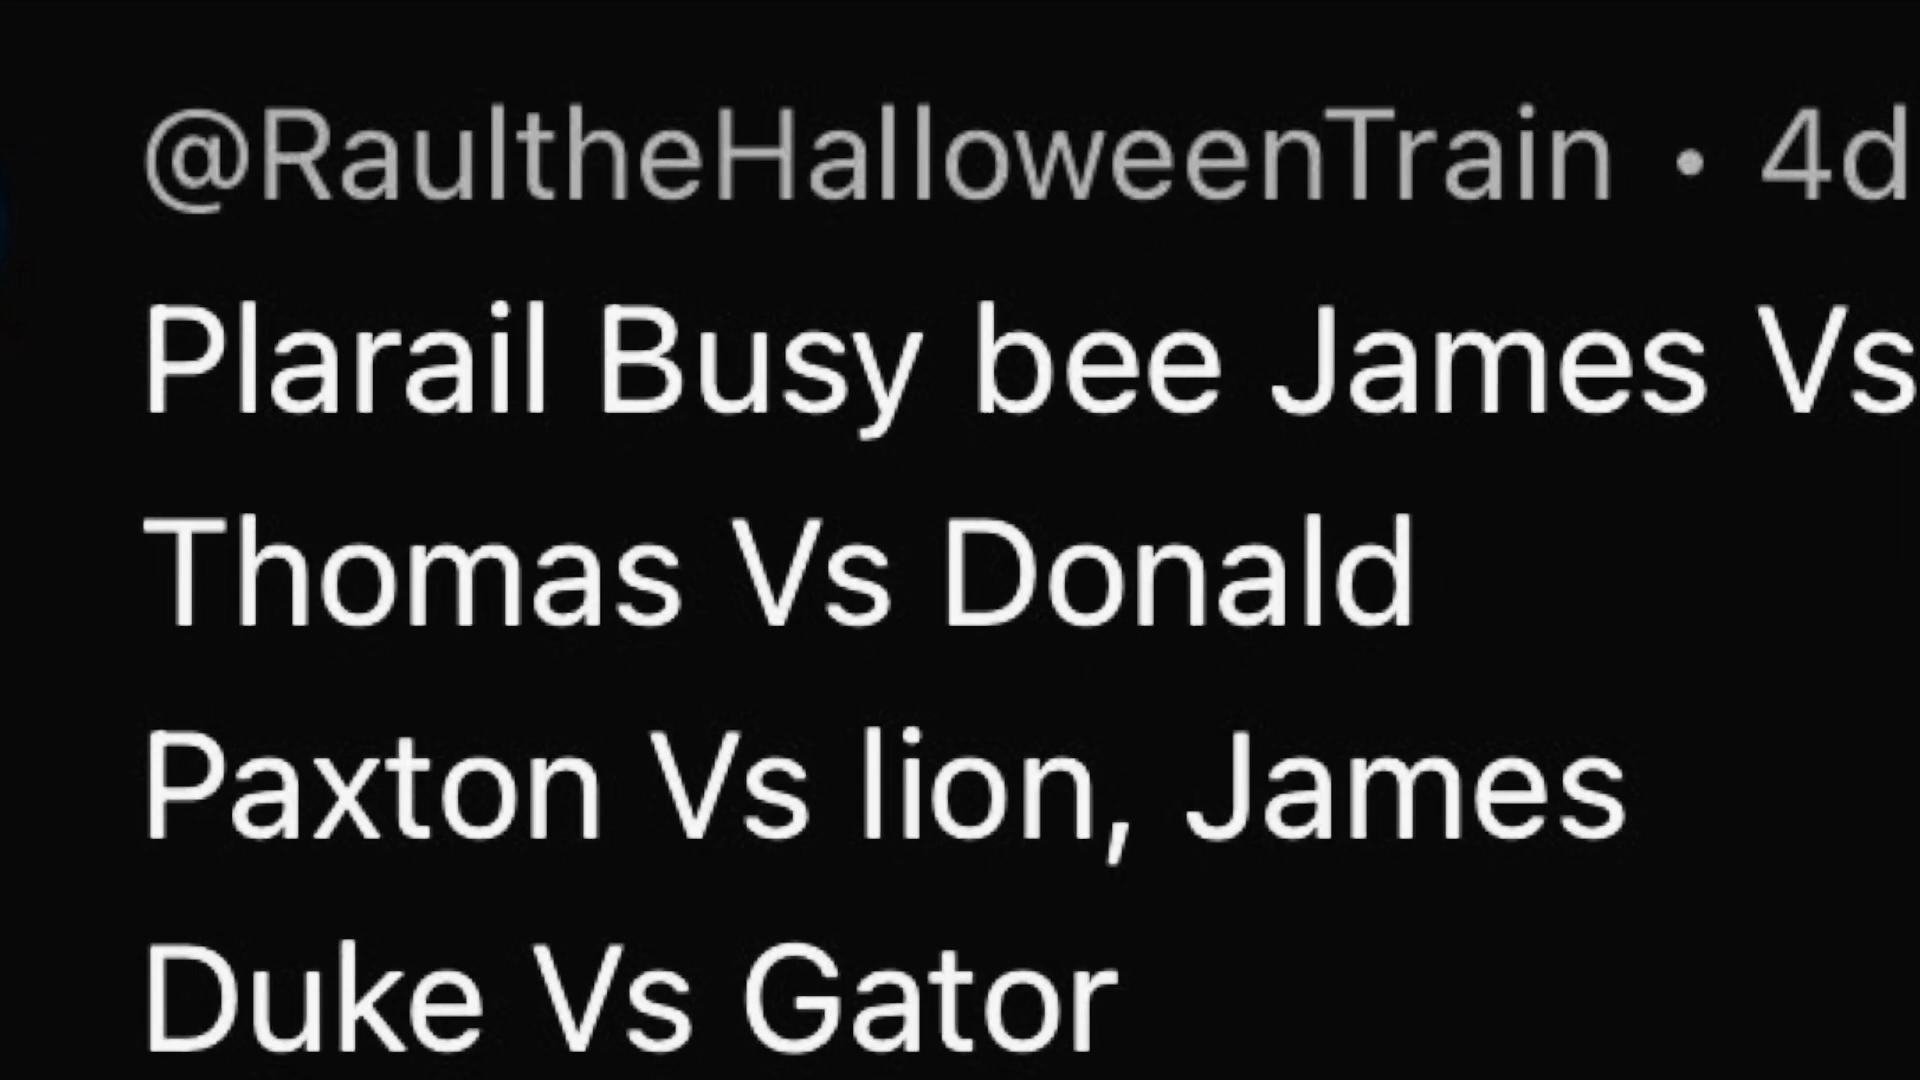 @RaultheHalloweenTrain • 4d
Plarail Busy bee James Vs
Thomas Vs Donald
Paxton Vs lion, James
Duke Vs Gator